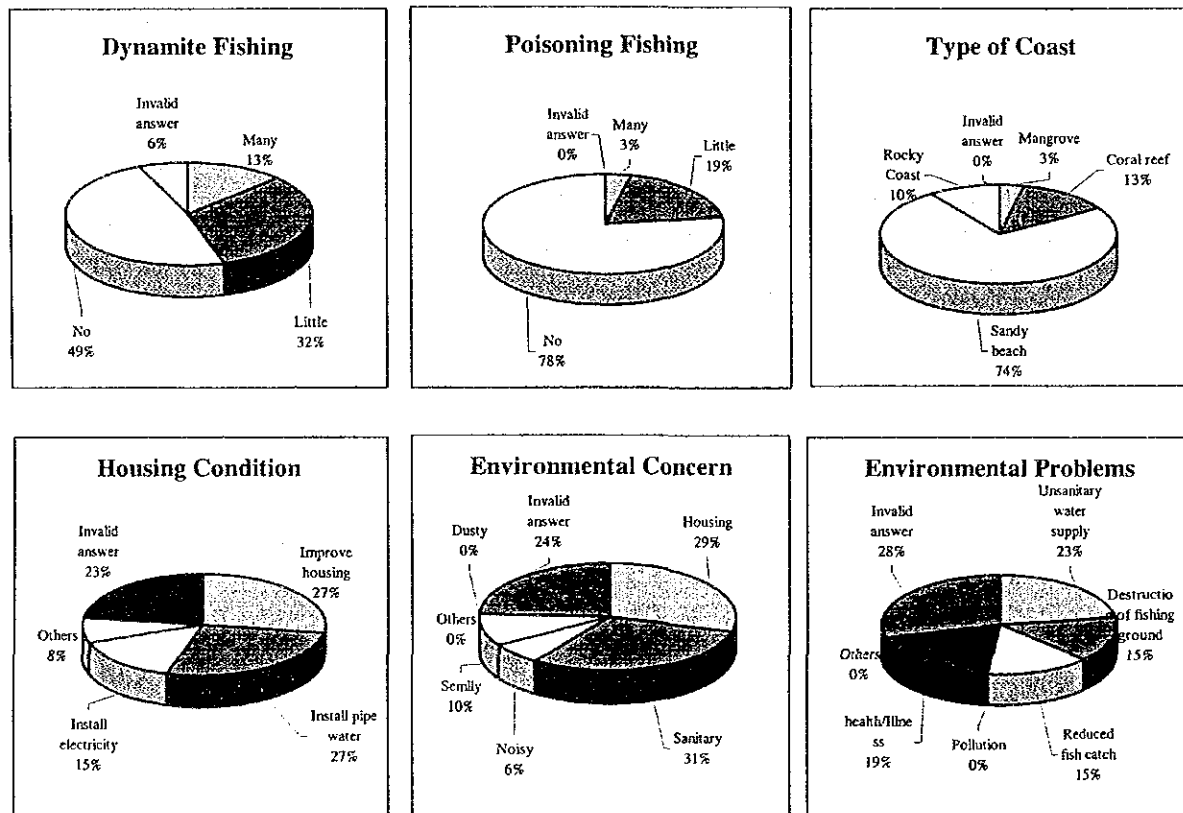 Dynamite Fishing
Invalid
answer
6%
Many
13%
No
49%
Little
32%
Poisoning Fishing
Invalid
answer
0%
Many
3%
Little
19%
No
78%
Type of Coast
Invalid
answer
0%
Mangrove
3%
Rocky
Coast
10%
Coral reef
13%
Sandy
beach
74%
Housing Condition
Invalid
answer
23%
Improve
housing
27%
Others
8%
Install
electricity
15%
Install pipe
water
27%
Environmental Concern
Invalid
answer
24%
Dusty
0%
Housing
29%
Others
0%
Semlly
10%
Noisy
6%
Sanitary
31%
Environmental Problems
Invalid
answer
28%
Unsanitary
water
supply
23%
Destructio
n of fishing
ground
15%
Others
0%
health/Illne
ss
19%
Pollution
0%
Reduced
fish catch
15%